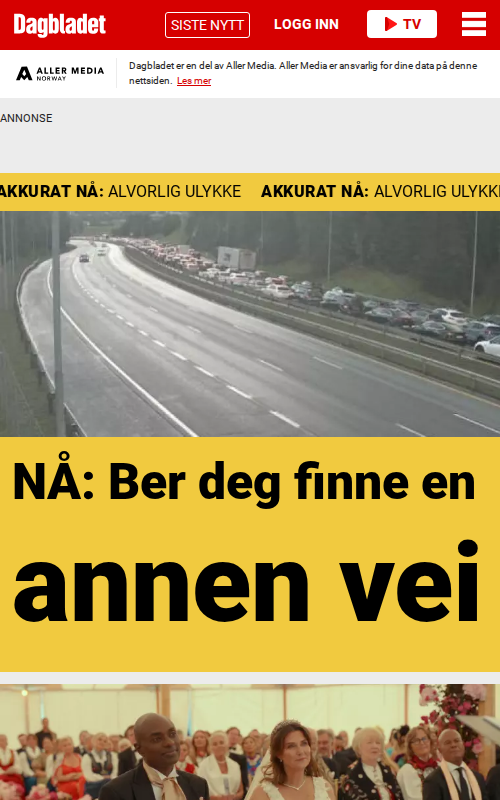 Dagbladet
SISTE NYTT
LOGG INN
TV
ALLER MEDIA
NORWAY
Dagbladet er en del av Aller Media. Aller Media er ansvarlig for dine data på denne
nettsiden. Les mer
ANNONSE
AKKURAT NÅ: ALVORLIG ULYKKE AKKURAT NÅ: ALVORLIG ULYKKE
NÅ: Ber deg finne en
annen vei